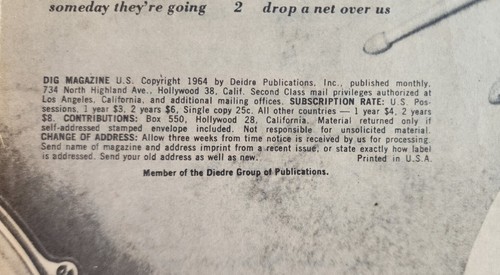 someday they're going 2 drop a net over us
DIG MAGAZINE U.S. Copyright 1964 by Deidre Publications, Inc., published monthly,
734 North Highland Ave., Hollywood 38, Calif. Second Class mail privileges authorized at
Los Angeles, California, and additional mailing offices. SUBSCRIPTION RATE: U.S. Pos-
sessions, 1 year $3, 2 years $6, Single copy 25c. All other countries — 1 year $4, 2 years
$8. CONTRIBUTIONS: Box 550, Hollywood 28, California. Material returned only if
self-addressed stamped envelope included. Not responsible for unsolicited material.
CHANGE OF ADDRESS: Allow three weeks from time notice is received by us for processing.
Send name of magazine and address imprint from a recent issue, or state exactly how label
is addressed. Send your old address as well as new. Printed in U.S.A.
Member of the Diedre Group of Publications.